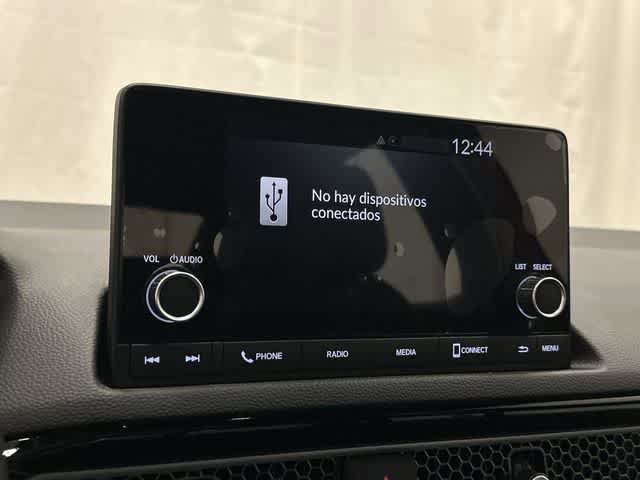 12:44
No hay dispositivos
conectados
VOL AUDIO
LIST SELECT
PHONE RADIO MEDIA CONNECT MENU